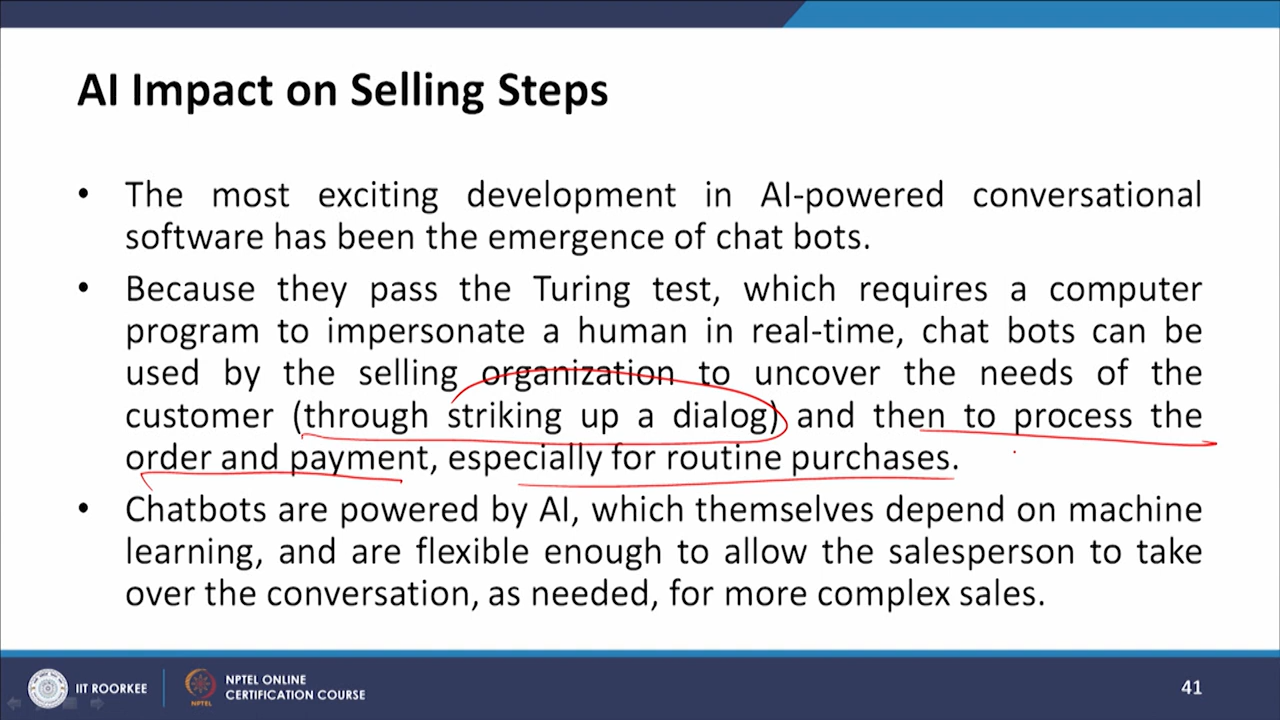 AI Impact on Selling Steps
• The most exciting development in AI-powered conversational
software has been the emergence of chat bots.
• Because they pass the Turing test, which requires a computer
program to impersonate a human in real-time, chat bots can be
used by the selling organization to uncover the needs of the
customer (through striking up a dialog) and then to process the
order and payment, especially for routine purchases.
• Chatbots are powered by AI, which themselves depend on machine
learning, and are flexible enough to allow the salesperson to take
over the conversation, as needed, for more complex sales.
IIT ROORKEE
NPTEL
NPTEL ONLINE
CERTIFICATION COURSE
41